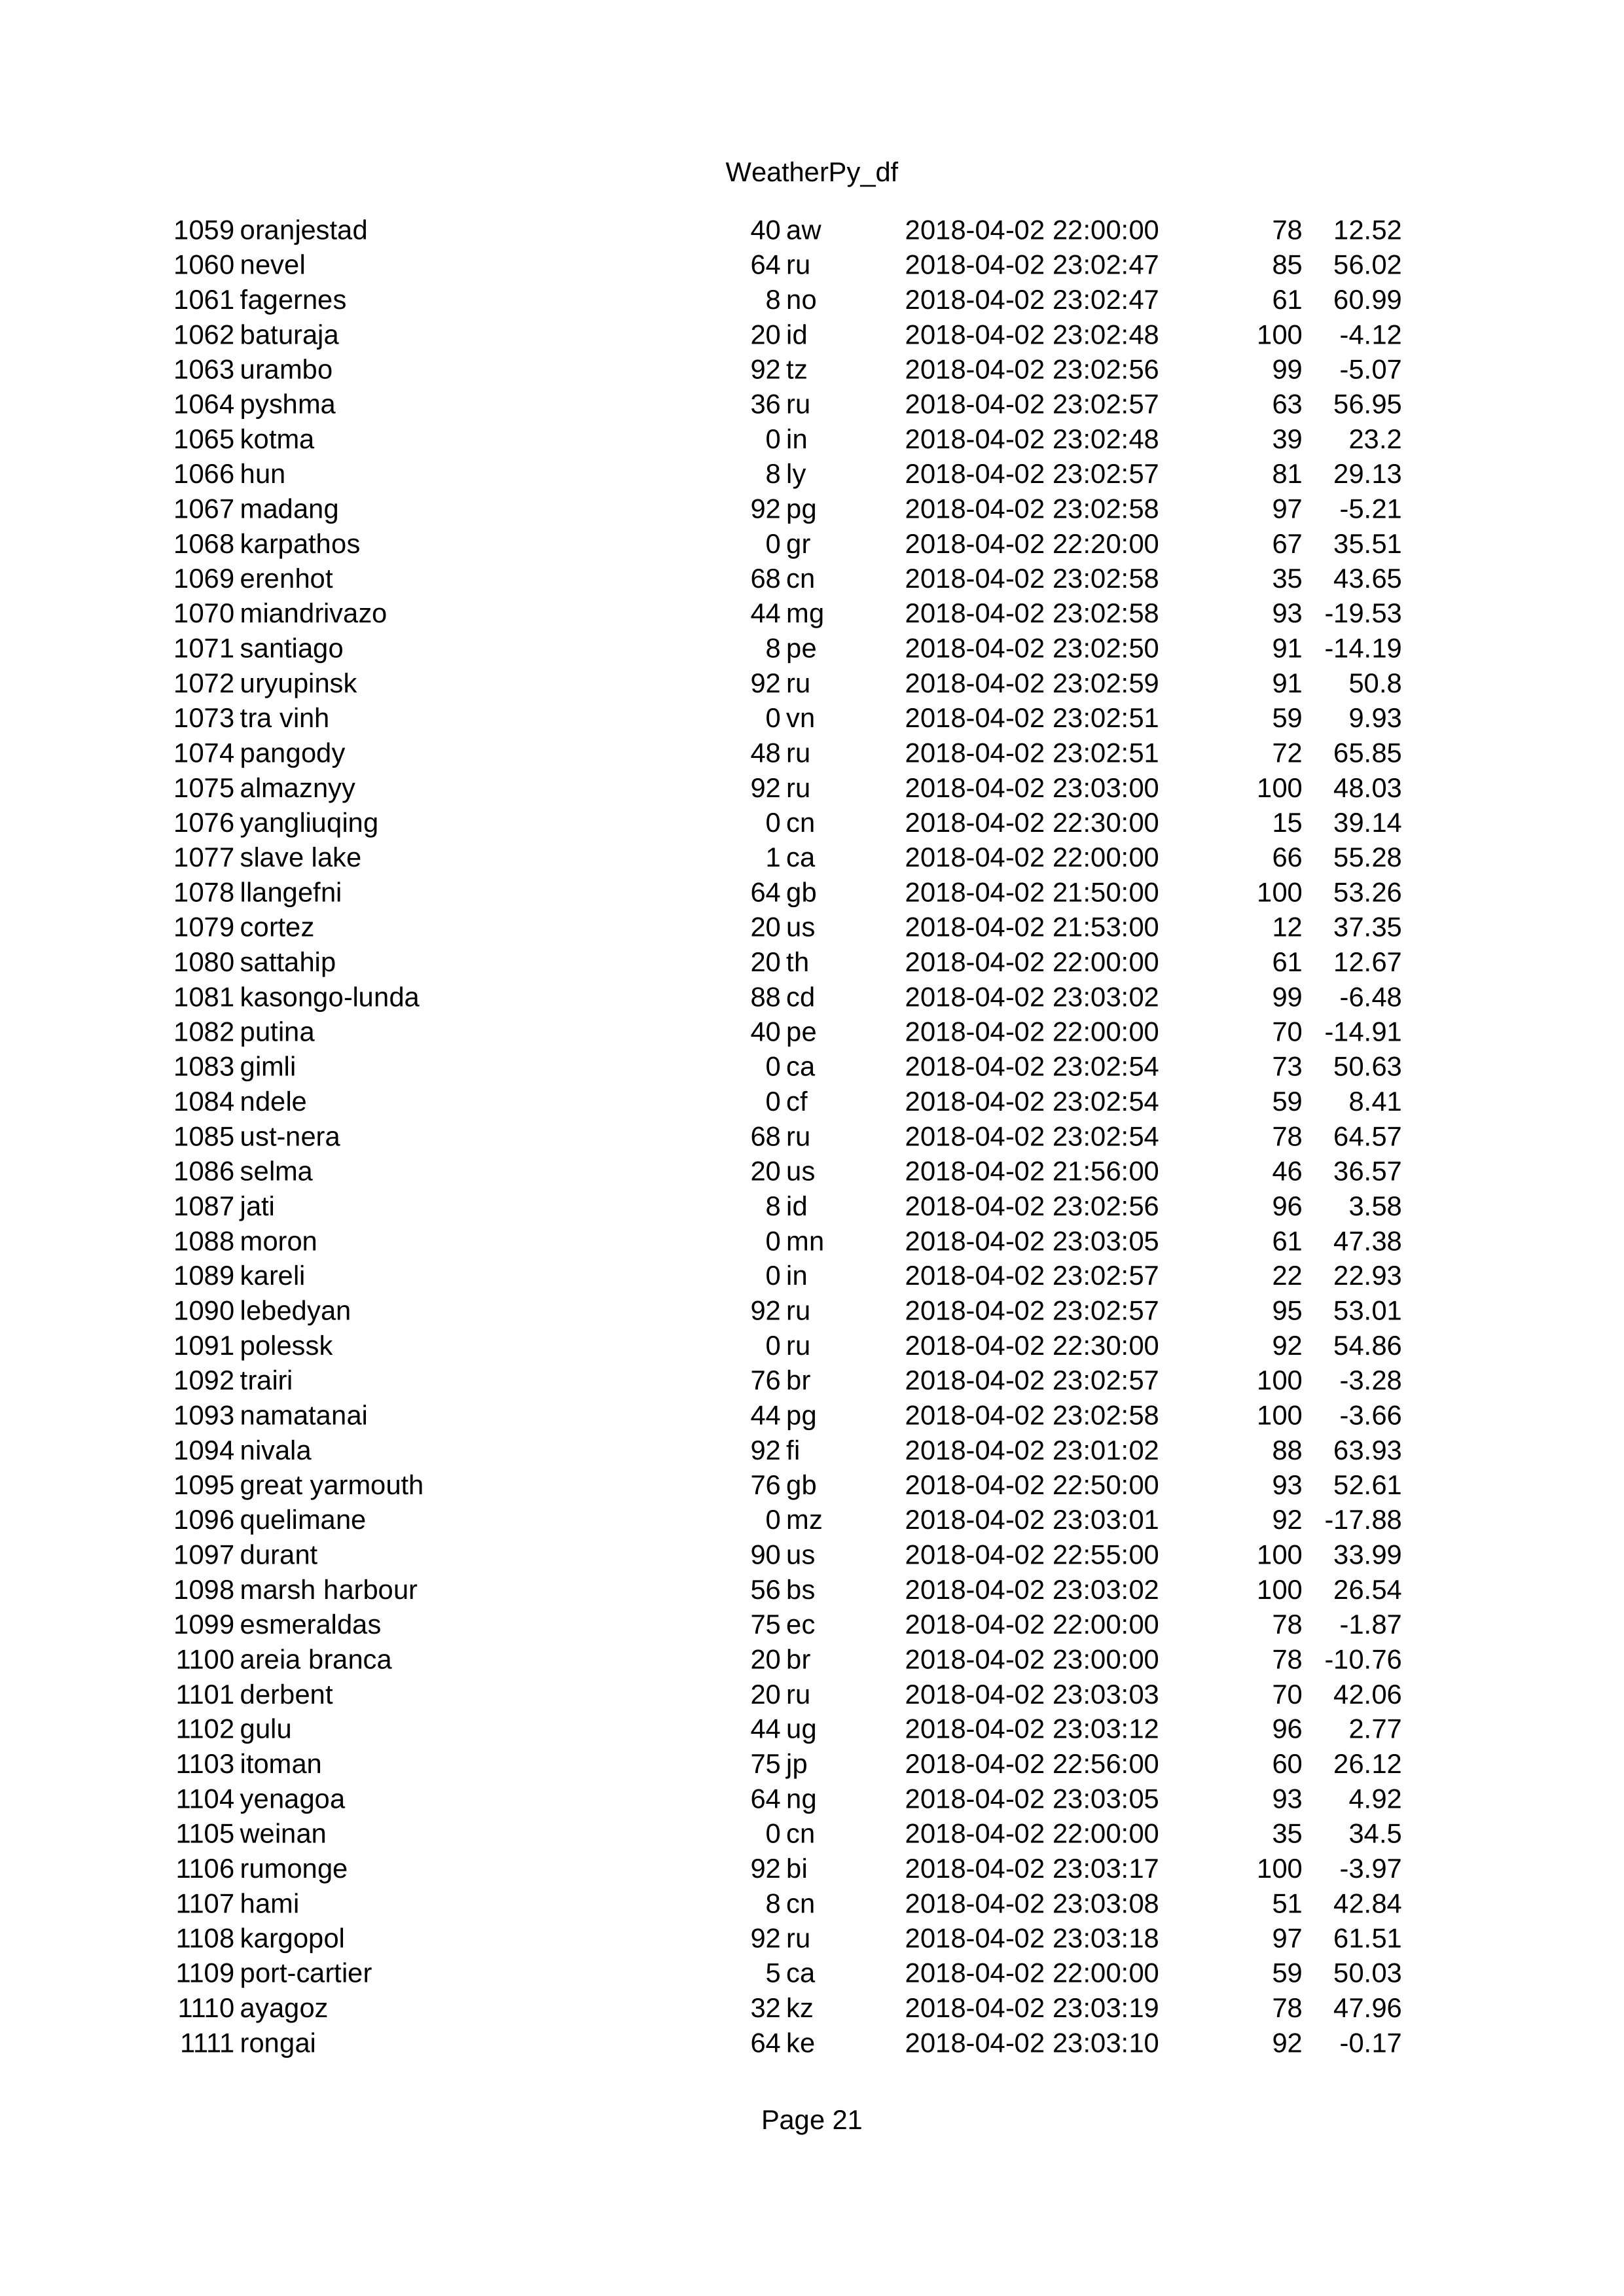 WeatherPy_df
1059 oranjestad 40 aw 2018-04-02 22:00:00 78 12.52
1060 nevel 64 ru 2018-04-02 23:02:47 85 56.02
1061 fagernes 8 no 2018-04-02 23:02:47 61 60.99
1062 baturaja 20 id 2018-04-02 23:02:48 100 -4.12
1063 urambo 92 tz 2018-04-02 23:02:56 99 -5.07
1064 pyshma 36 ru 2018-04-02 23:02:57 63 56.95
1065 kotma 0 in 2018-04-02 23:02:48 39 23.2
1066 hun 8 ly 2018-04-02 23:02:57 81 29.13
1067 madang 92 pg 2018-04-02 23:02:58 97 -5.21
1068 karpathos 0 gr 2018-04-02 22:20:00 67 35.51
1069 erenhot 68 cn 2018-04-02 23:02:58 35 43.65
1070 miandrivazo 44 mg 2018-04-02 23:02:58 93 -19.53
1071 santiago 8 pe 2018-04-02 23:02:50 91 -14.19
1072 uryupinsk 92 ru 2018-04-02 23:02:59 91 50.8
1073 tra vinh 0 vn 2018-04-02 23:02:51 59 9.93
1074 pangody 48 ru 2018-04-02 23:02:51 72 65.85
1075 almaznyy 92 ru 2018-04-02 23:03:00 100 48.03
1076 yangliuqing 0 cn 2018-04-02 22:30:00 15 39.14
1077 slave lake 1 ca 2018-04-02 22:00:00 66 55.28
1078 llangefni 64 gb 2018-04-02 21:50:00 100 53.26
1079 cortez 20 us 2018-04-02 21:53:00 12 37.35
1080 sattahip 20 th 2018-04-02 22:00:00 61 12.67
1081 kasongo-lunda 88 cd 2018-04-02 23:03:02 99 -6.48
1082 putina 40 pe 2018-04-02 22:00:00 70 -14.91
1083 gimli 0 ca 2018-04-02 23:02:54 73 50.63
1084 ndele 0 cf 2018-04-02 23:02:54 59 8.41
1085 ust-nera 68 ru 2018-04-02 23:02:54 78 64.57
1086 selma 20 us 2018-04-02 21:56:00 46 36.57
1087 jati 8 id 2018-04-02 23:02:56 96 3.58
1088 moron 0 mn 2018-04-02 23:03:05 61 47.38
1089 kareli 0 in 2018-04-02 23:02:57 22 22.93
1090 lebedyan 92 ru 2018-04-02 23:02:57 95 53.01
1091 polessk 0 ru 2018-04-02 22:30:00 92 54.86
1092 trairi 76 br 2018-04-02 23:02:57 100 -3.28
1093 namatanai 44 pg 2018-04-02 23:02:58 100 -3.66
1094 nivala 92 fi 2018-04-02 23:01:02 88 63.93
1095 great yarmouth 76 gb 2018-04-02 22:50:00 93 52.61
1096 quelimane 0 mz 2018-04-02 23:03:01 92 -17.88
1097 durant 90 us 2018-04-02 22:55:00 100 33.99
1098 marsh harbour 56 bs 2018-04-02 23:03:02 100 26.54
1099 esmeraldas 75 ec 2018-04-02 22:00:00 78 -1.87
1100 areia branca 20 br 2018-04-02 23:00:00 78 -10.76
1101 derbent 20 ru 2018-04-02 23:03:03 70 42.06
1102 gulu 44 ug 2018-04-02 23:03:12 96 2.77
1103 itoman 75 jp 2018-04-02 22:56:00 60 26.12
1104 yenagoa 64 ng 2018-04-02 23:03:05 93 4.92
1105 weinan 0 cn 2018-04-02 22:00:00 35 34.5
1106 rumonge 92 bi 2018-04-02 23:03:17 100 -3.97
1107 hami 8 cn 2018-04-02 23:03:08 51 42.84
1108 kargopol 92 ru 2018-04-02 23:03:18 97 61.51
1109 port-cartier 5 ca 2018-04-02 22:00:00 59 50.03
1110 ayagoz 32 kz 2018-04-02 23:03:19 78 47.96
1111 rongai 64 ke 2018-04-02 23:03:10 92 -0.17
Page 21